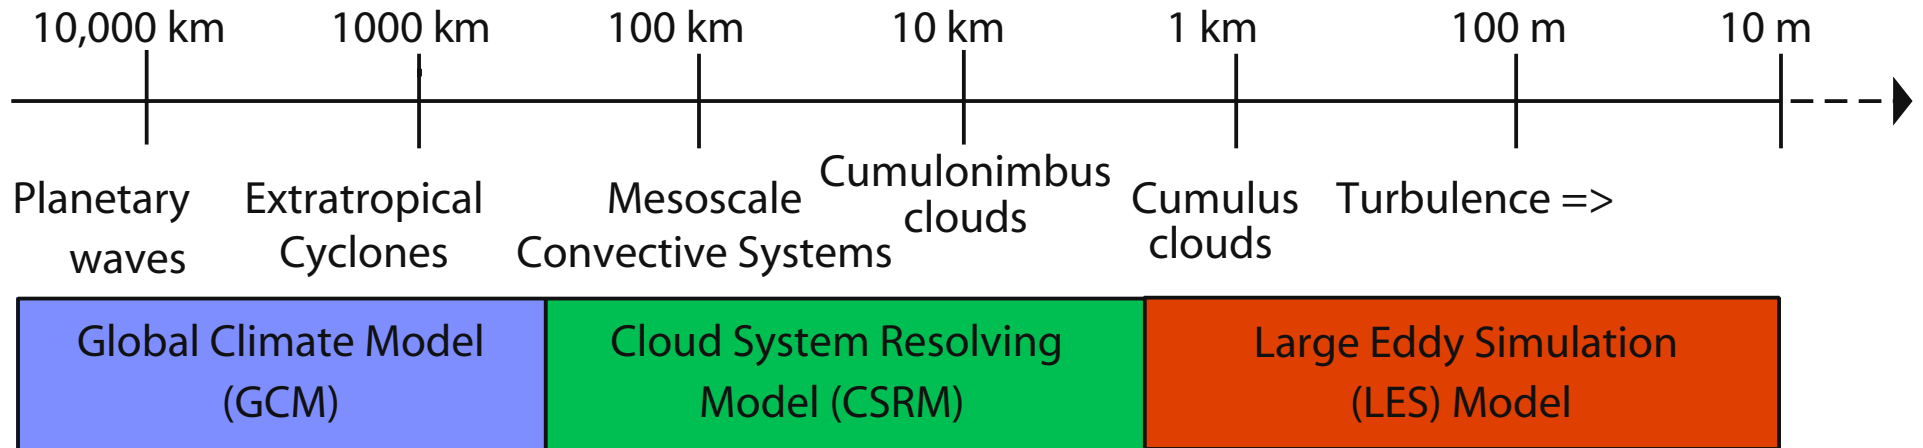 10,000 km
1000 km
100 km
10 km
1 km
100 m
10 m
Planetary
waves
Extratropical
Cyclones
Mesoscale
Convective Systems
Cumulonimbus
clouds
Cumulus
clouds
Turbulence =>
Global Climate Model
(GCM)
Cloud System Resolving
Model (CSRM)
Large Eddy Simulation
(LES) Model